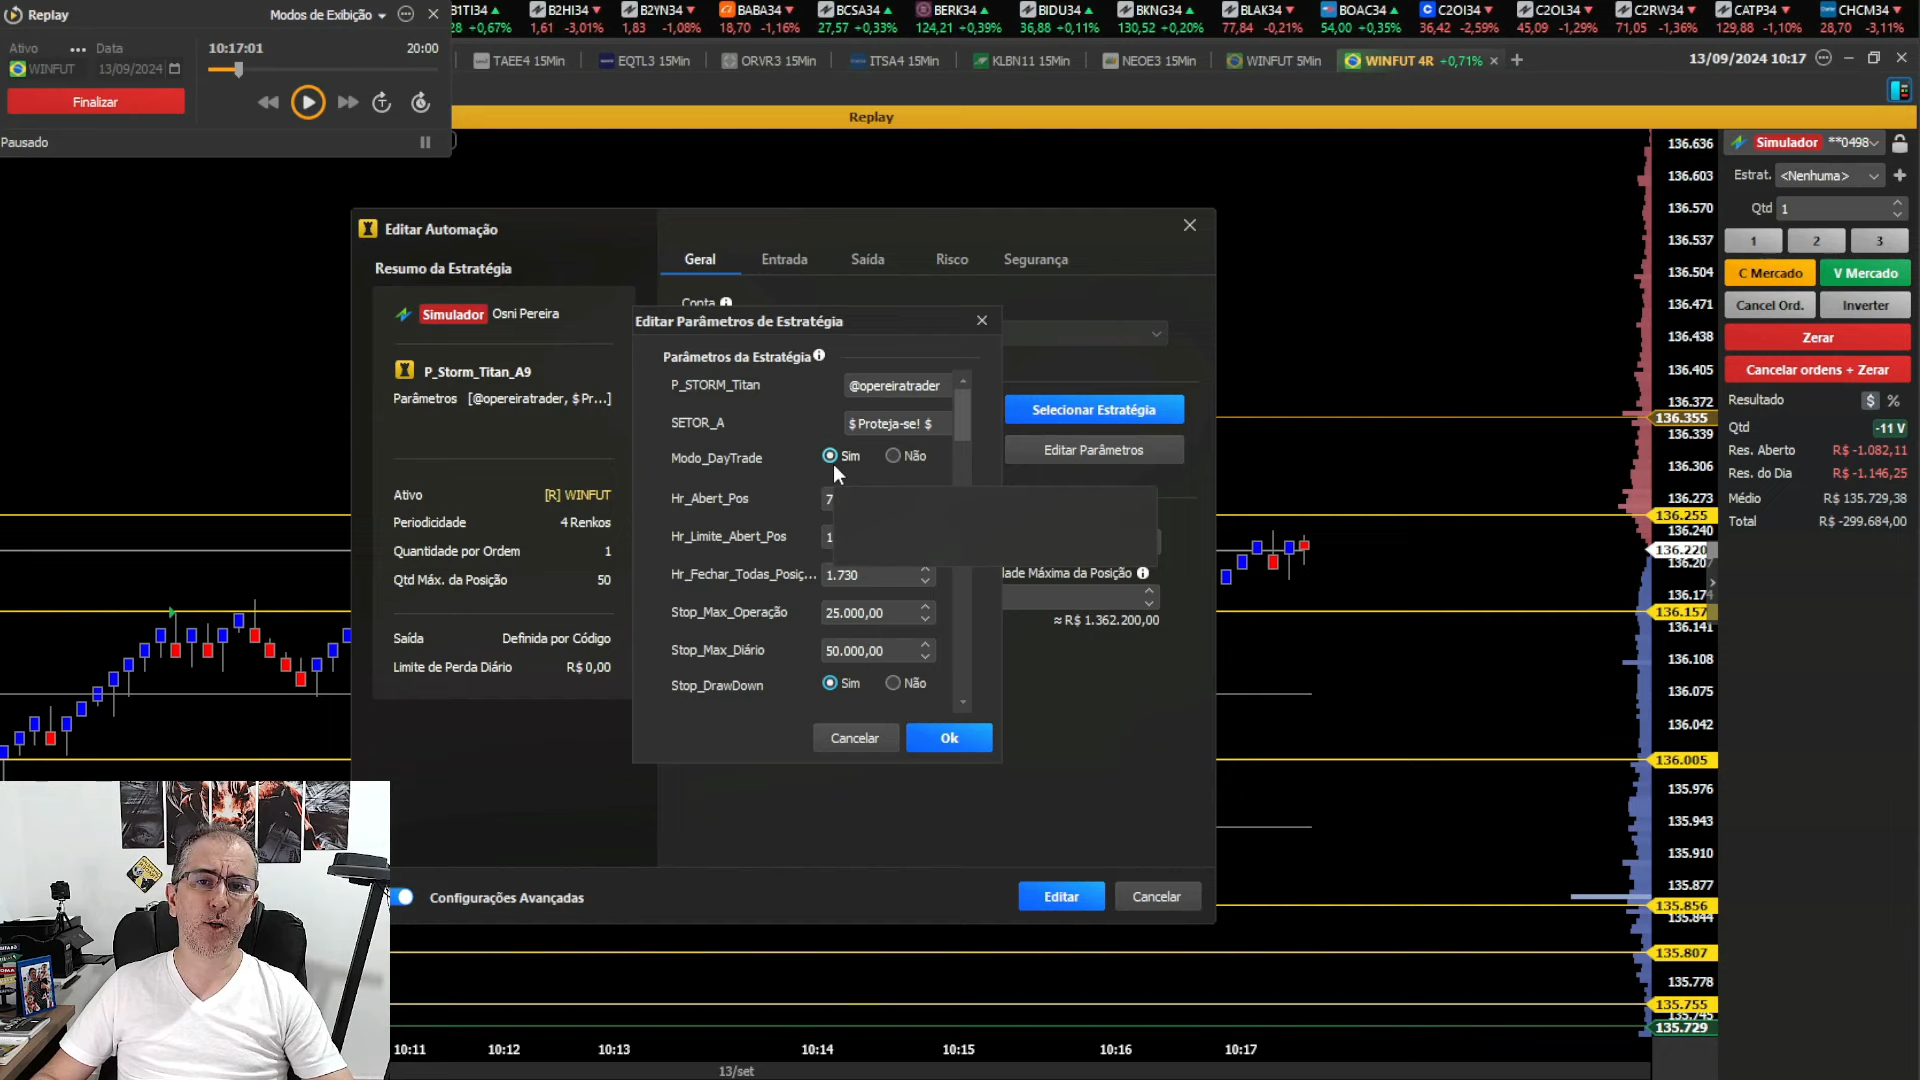 Replay
Modos de Exibição
Ativo
Data
WINFUT
13/09/2024
10:17:01
20:00
Finalizar
Pausado
B1TI34
28 +0,67%
B2HI34
1,61 -3,01%
B2YN34
1,83 -1,08%
BABA34
18,70 -1,16%
BCSA34
27,57 +0,33%
BERK34
124,21 +0,39%
BIDU34
36,88 +0,11%
BKNG34
130,52 +0,20%
BLAK34
77,84 -0,21%
BOAC34
54,00 +0,35%
C2OI34
36,42 -2,59%
C2OL34
45,09 -1,29%
C2RW34
71,05 -1,36%
CATP34
129,88 -1,10%
CHCM34
28,70 -3,11%
TAEE4 15Min
EQTL3 15Min
ORVR3 15Min
ITSA4 15Min
KLBN11 15Min
NEOE3 15Min
WINFUT 5Min
WINFUT 4R +0,71%
13/09/2024 10:17
Replay
Editar Automação
Resumo da Estratégia
Simulador Osni Pereira
P_Storm_Titan_A9
Parâmetros [@opereiratrader, $ Pr...]
Ativo [R] WINFUT
Periodicidade 4 Renkos
Quantidade por Ordem 1
Qtd Máx. da Posição 50
Saída Definida por Código
Limite de Perda Diário R$ 0,00
Geral
Entrada
Saída
Risco
Segurança
Conta
Selecionar Estratégia
Editar Parâmetros
dade Máxima da Posição
≈ R$ 1.362.200,00
Editar Parâmetros de Estratégia
Parâmetros da Estratégia
P_STORM_Titan @opereiratrader
SETOR_A $ Proteja-se! $
Modo_DayTrade Sim Não
Hr_Abert_Pos 7
Hr_Limite_Abert_Pos 1
Hr_Fechar_Todas_Posiç... 1.730
Stop_Max_Operação 25.000,00
Stop_Max_Diário 50.000,00
Stop_DrawDown Sim Não
Cancelar
Ok
Configurações Avançadas
Editar
Cancelar
136.636
136.603
136.570
136.537
136.504
136.471
136.438
136.405
136.372
136.355
136.339
136.306
136.273
136.255
136.240
136.220
136.207
136.174
136.157
136.141
136.108
136.075
136.042
136.005
135.976
135.943
135.910
135.877
135.856
135.844
135.807
135.778
135.755
135.745
135.729
Simulador **0498
Estrat. <Nenhuma>
Qtd 1
1
2
3
C Mercado
V Mercado
Cancel Ord.
Inverter
Zerar
Cancelar ordens + Zerar
Resultado $ %
Qtd -11 V
Res. Aberto R$ -1.082,11
Res. do Dia R$ -1.146,25
Médio R$ 135.729,38
Total R$ -299.684,00
10:11
10:12
10:13
10:14
10:15
10:16
10:17
13/set